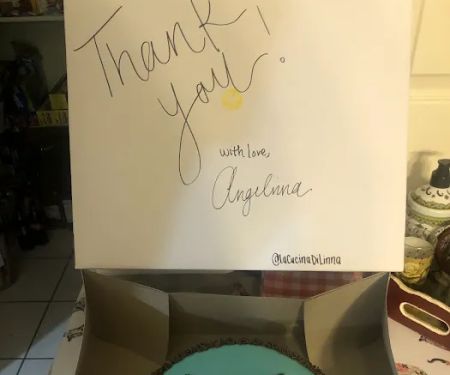 Thank
you!
with love,
Angelinna
@LaCucinaDiLinna